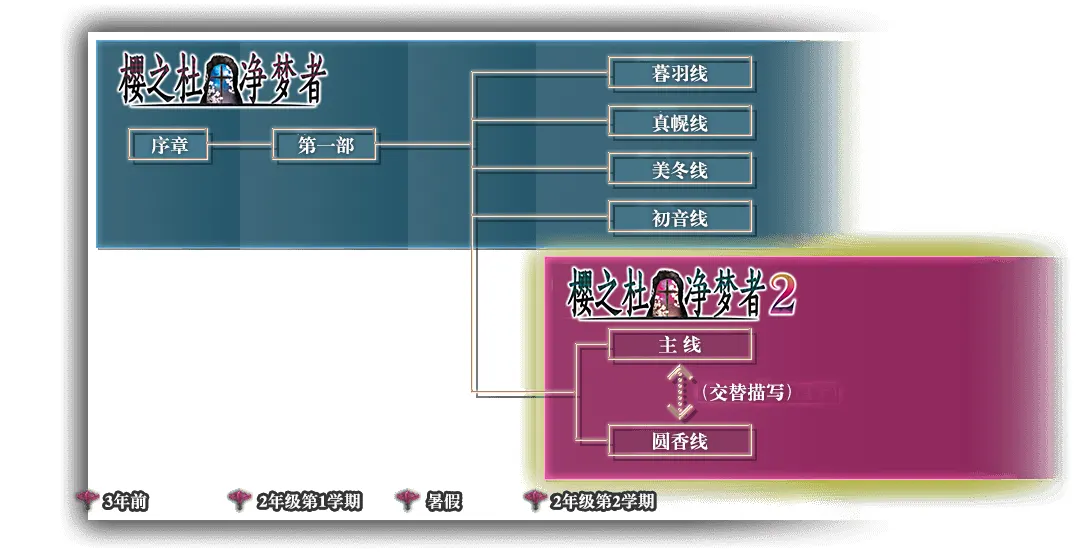 樱之杜净梦者
序章
第一部
暮羽线
真幌线
美冬线
初音线
樱之杜净梦者2
主线
(交替描写)
圆香线
3年前
2年级第1学期
暑假
2年级第2学期